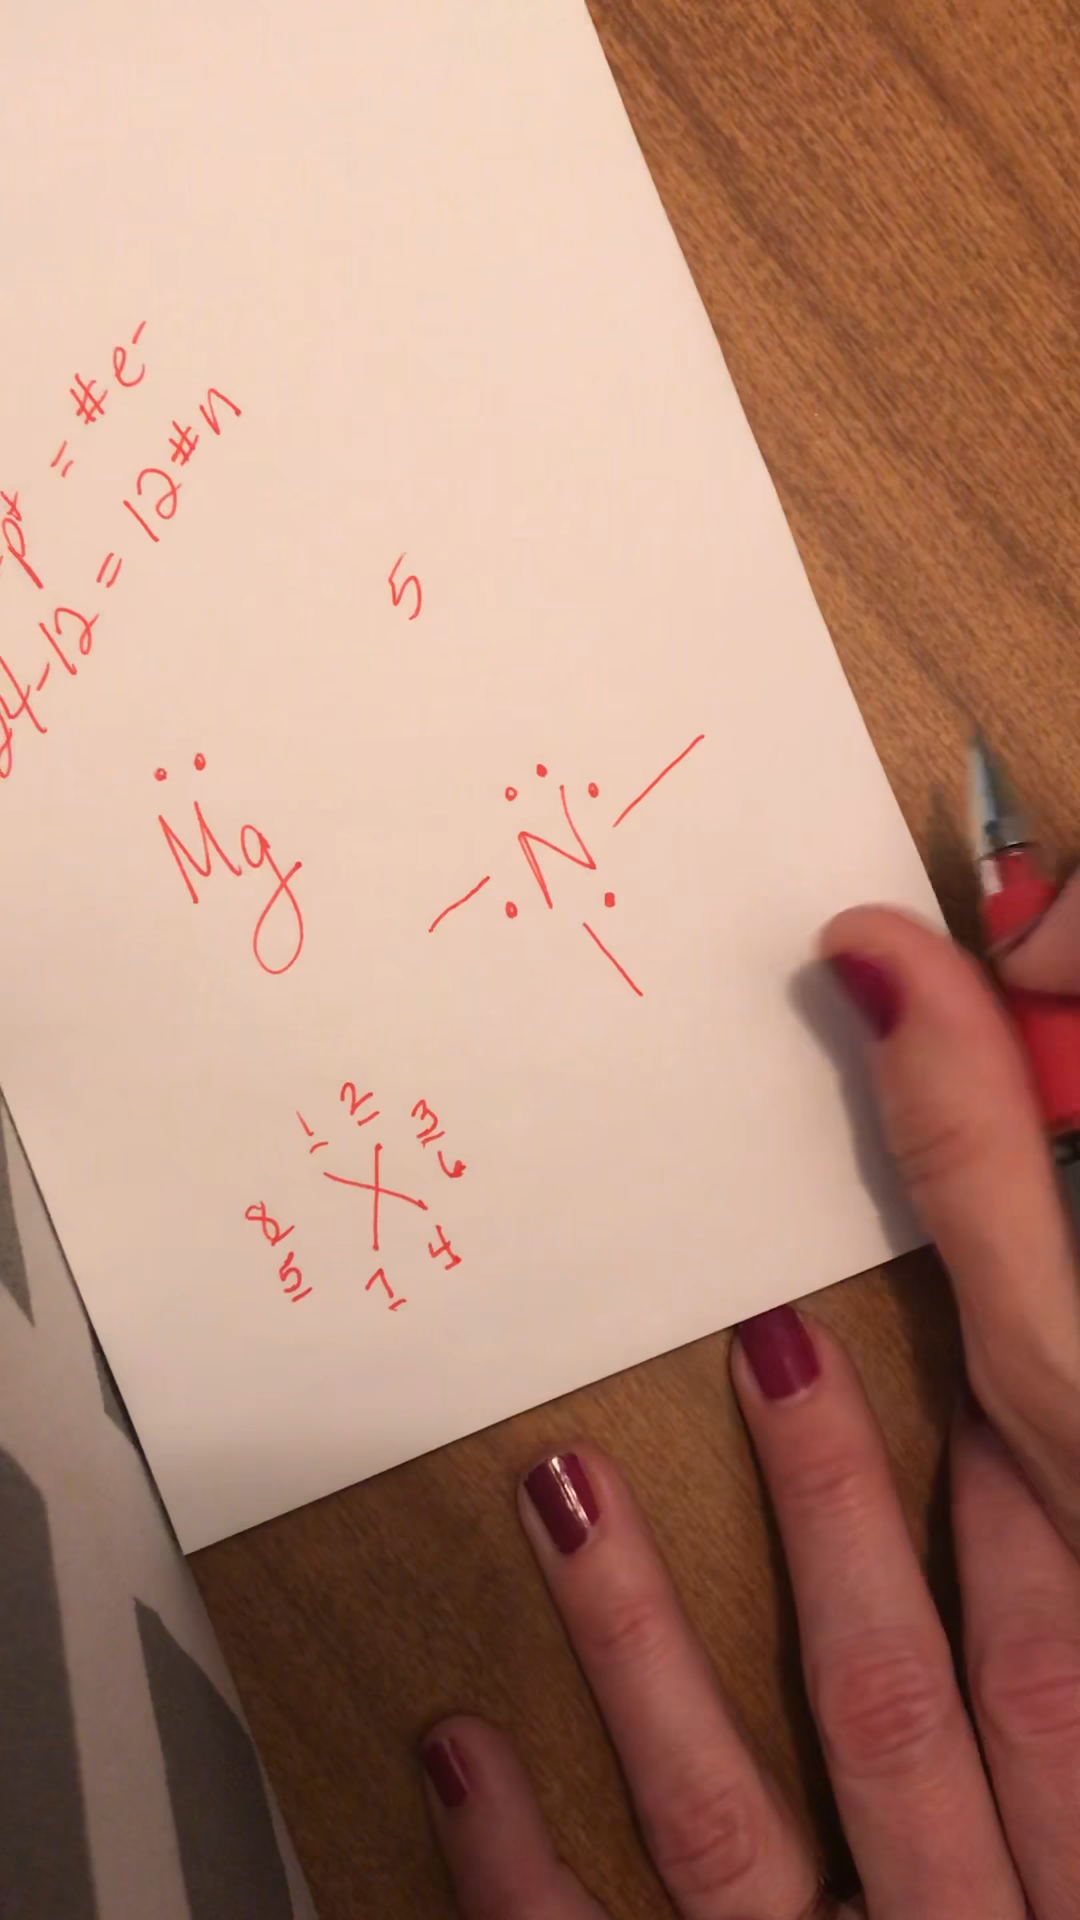 p+ = #e-
24-12 = 12#n
5
Mg
N
1 2 3
8 6
5 7 4